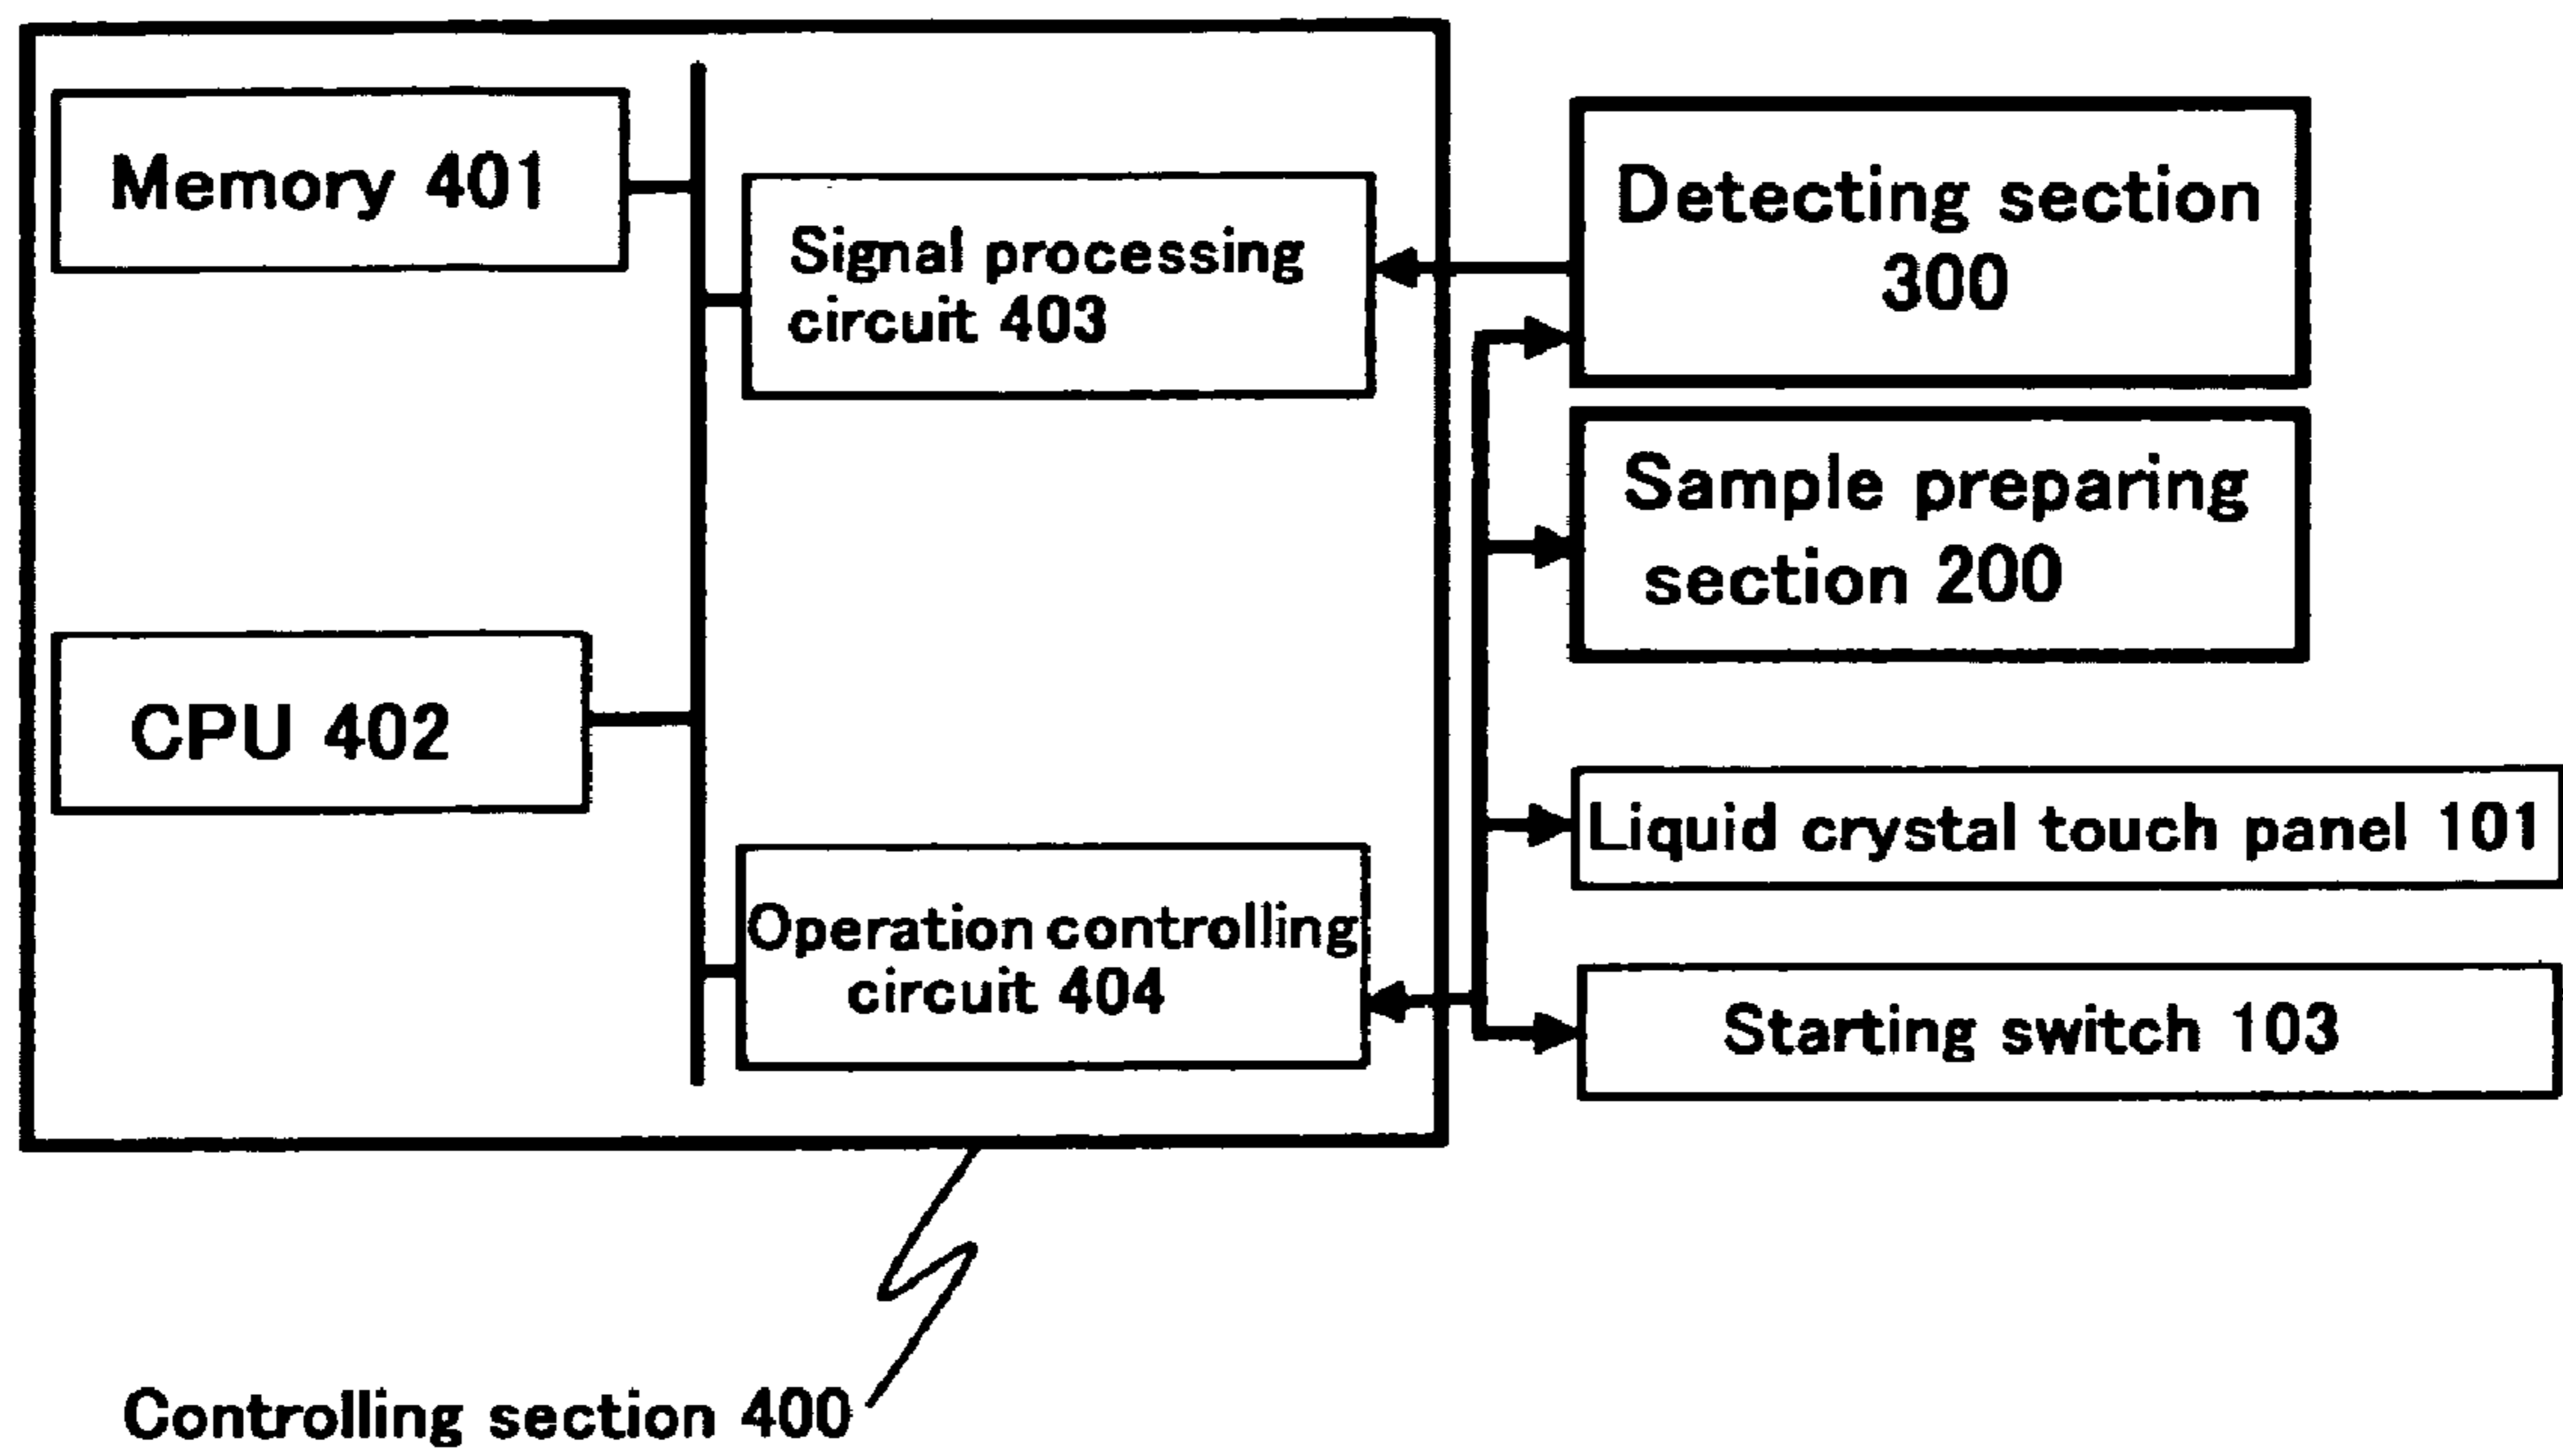 Memory 401
Signal processing
circuit 403
Detecting section
300
Sample preparing
section 200
CPU 402
Liquid crystal touch panel 101
Operation controlling
circuit 404
Starting switch 103
Controlling section 400